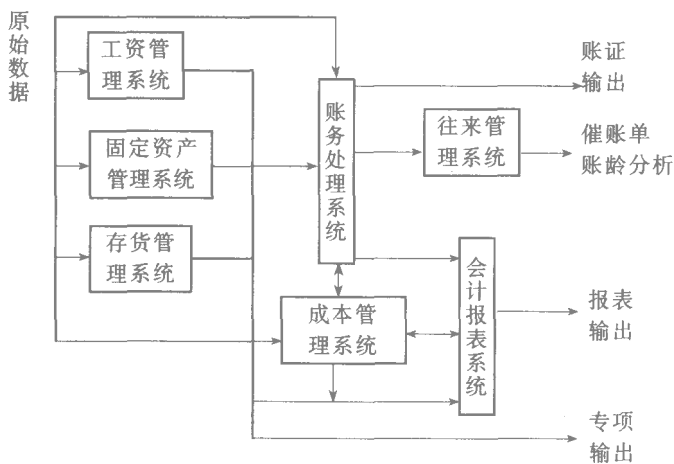 原始数据
工资管
理系统
固定资产
管理系统
存货管
理系统
账务处理系统
往来管
理系统
成本管
理系统
会计报表系统
账证
输出
催账单
账龄分析
报表
输出
专项
输出